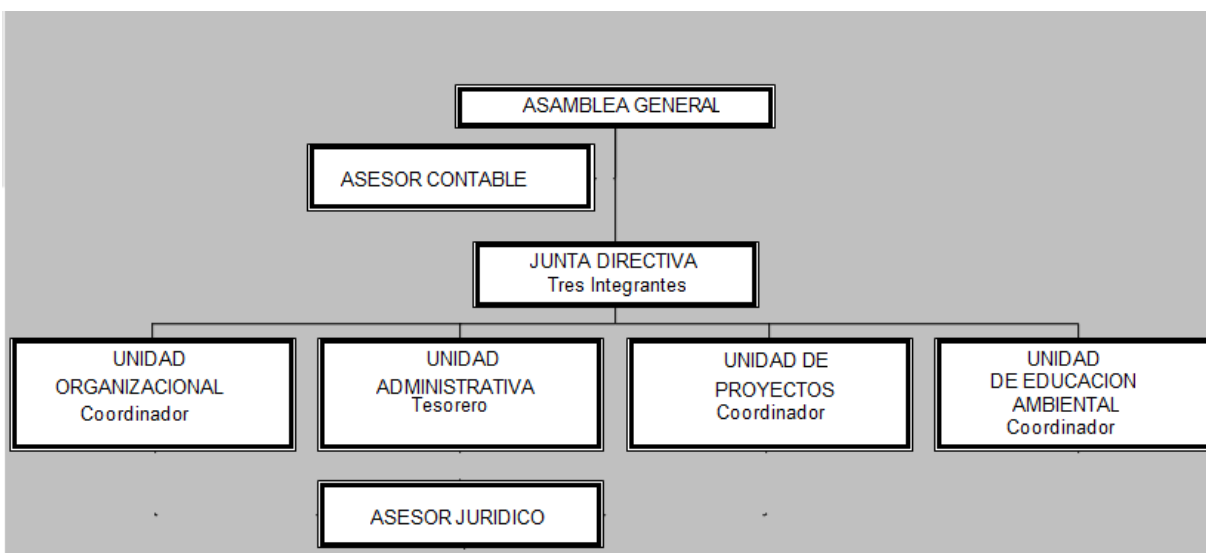 ASAMBLEA GENERAL
ASESOR CONTABLE
JUNTA DIRECTIVA
Tres Integrantes
UNIDAD
ORGANIZACIONAL
Coordinador
UNIDAD
ADMINISTRATIVA
Tesorero
UNIDAD DE
PROYECTOS
Coordinador
UNIDAD
DE EDUCACION
AMBIENTAL
Coordinador
ASESOR JURIDICO